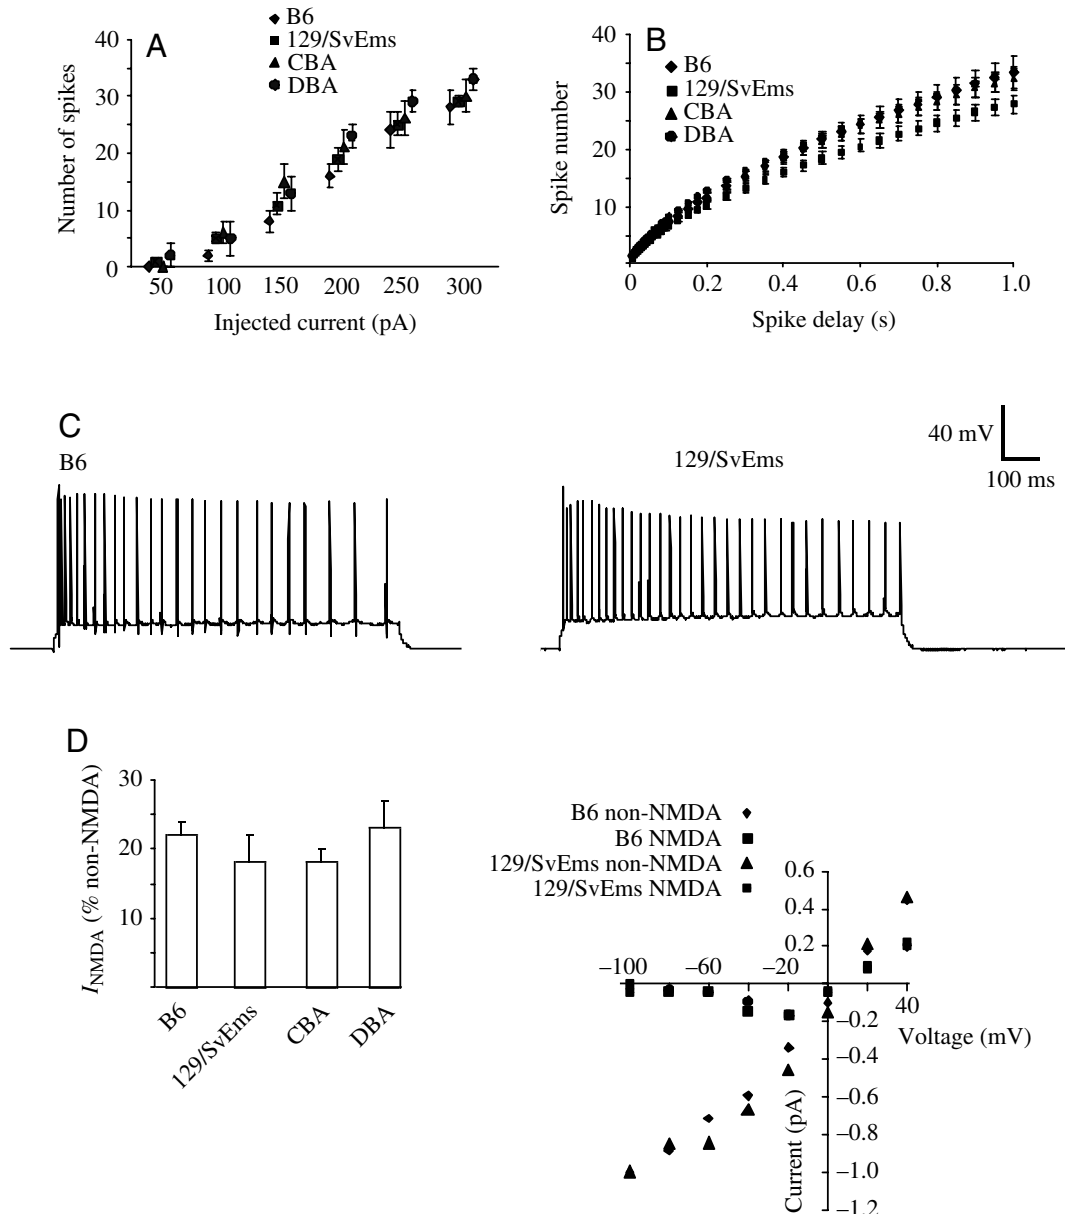 A
B6
129/SvEms
CBA
DBA
40
30
20
10
0
Number of spikes
50
100
150
200
250
300
Injected current (pA)
B
B6
129/SvEms
CBA
DBA
40
30
20
10
Spike number
0
0.2
0.4
0.6
0.8
1.0
Spike delay (s)
C
B6
129/SvEms
40 mV
100 ms
D
30
20
10
INMDA (% non-NMDA)
B6
129/SvEms
CBA
DBA
B6 non-NMDA
B6 NMDA
129/SvEms non-NMDA
129/SvEms NMDA
0.6
0.4
0.2
–100
–60
–20
40
–0.2
–0.4
–0.6
–0.8
–1.0
–1.2
Voltage (mV)
Current (pA)